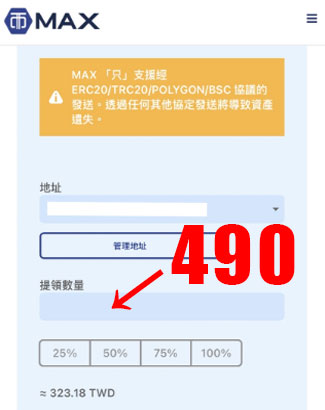 MAX
MAX 「只」支援經
ERC20/TRC20/POLYGON/BSC 協議的
發送。透過任何其他協定發送將導致資產
遺失。
地址
管理地址
490
提領數量
25% 50% 75% 100%
≈ 323.18 TWD